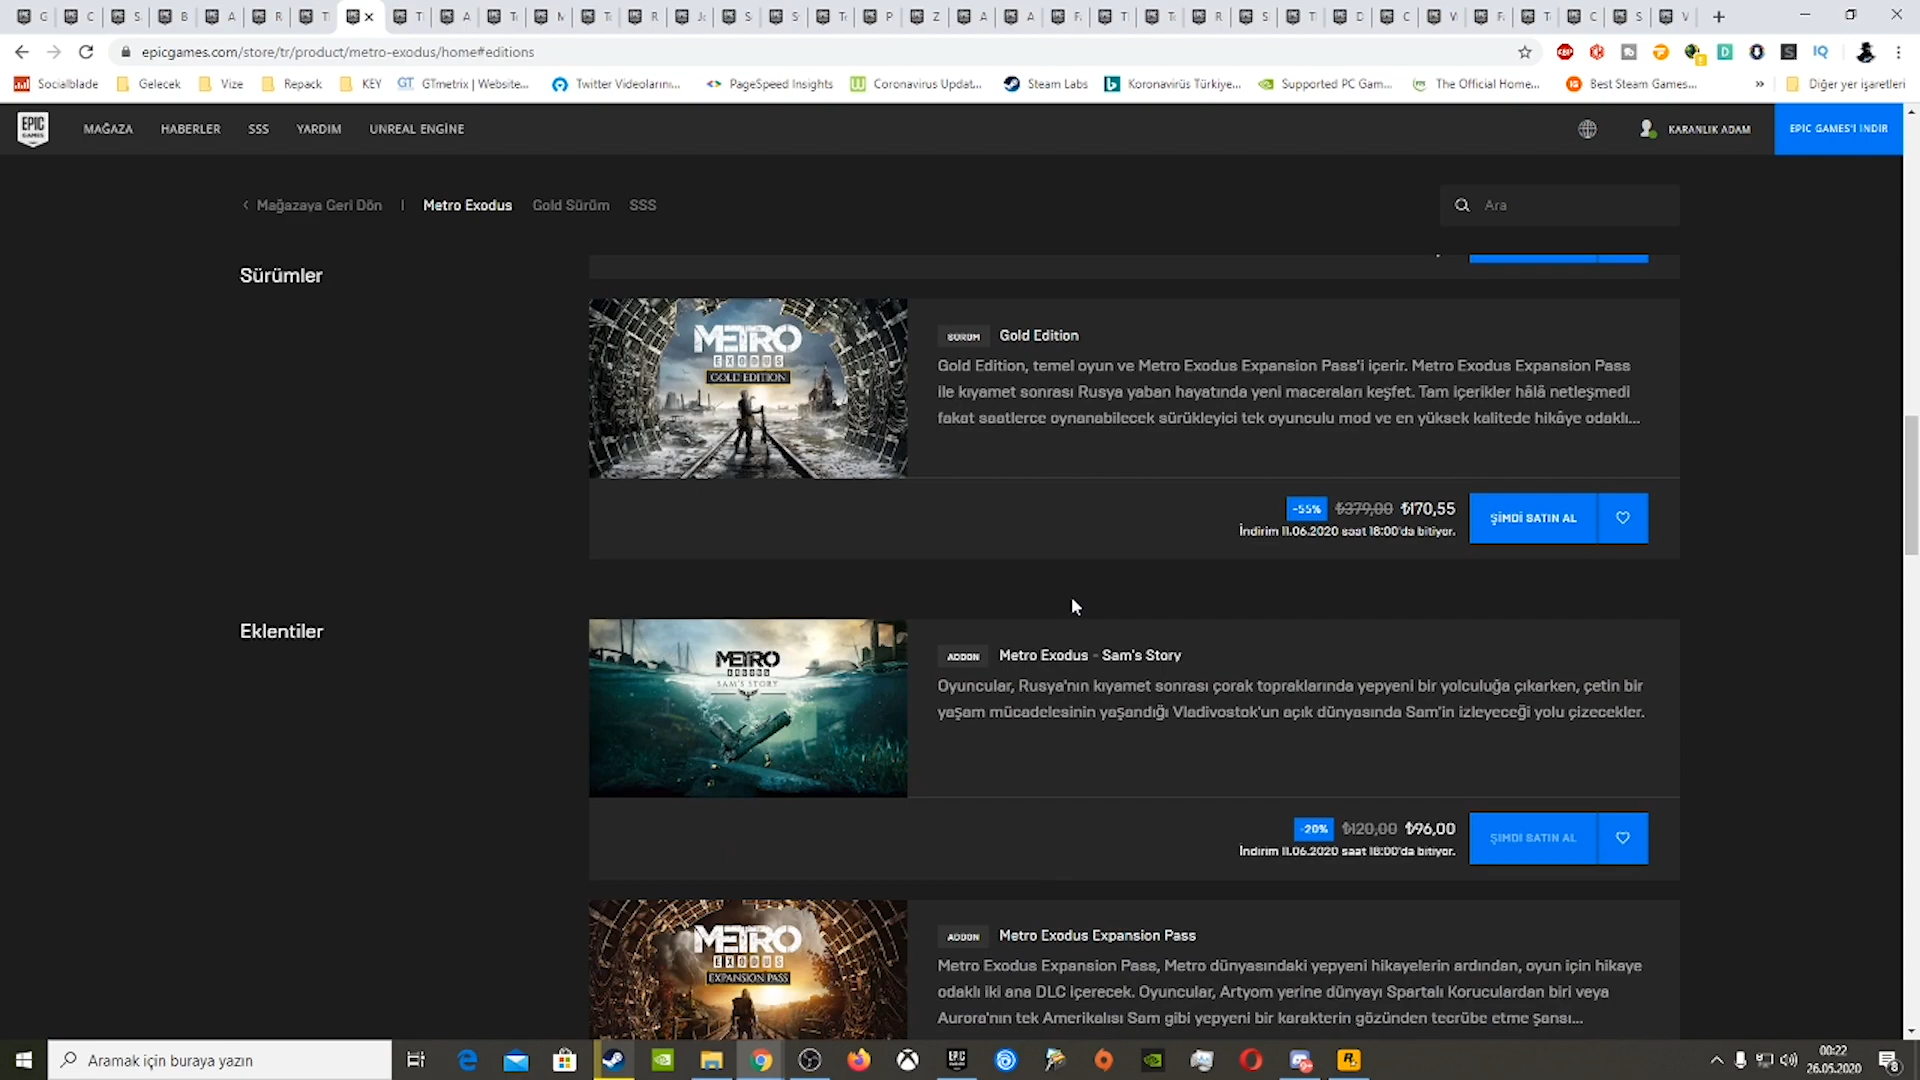 epicgames.com/store/tr/product/metro-exodus/home#editions
Socialblade
Gelecek
Vize
Repack
KEY
GT GTmetrix | Website...
Twitter Videolarını...
PageSpeed Insights
Coronavirus Updat...
Steam Labs
Koronavirüs Türkiye...
Supported PC Gam...
The Official Home...
Best Steam Games...
»
Diğer yer işaretleri
EPIC GAMES
MAĞAZA
HABERLER
SSS
YARDIM
UNREAL ENGİNE
KARANLIK ADAM
EPIC GAMES'I INDIR
Mağazaya Geri Dön
Metro Exodus
Gold Sürüm
SSS
Ara
Sürümler
METRO
EXODUS
GOLD EDITION
SÜRÜM
Gold Edition
Gold Edition, temel oyun ve Metro Exodus Expansion Pass'i içerir. Metro Exodus Expansion Pass
ile kıyamet sonrası Rusya yaban hayatında yeni maceraları keşfet. Tam içerikler hâlâ netleşmedi
fakat saatlerce oynanabilecek sürükleyici tek oyunculu mod ve en yüksek kalitede hikâye odaklı...
-55% ₺379,00 ₺170,55
İndirim 11.06.2020 saat 18:00'da bitiyor.
ŞİMDİ SATIN AL
Eklentiler
METRO
EXODUS
SAM'S STORY
ADDON
Metro Exodus - Sam's Story
Oyuncular, Rusya'nın kıyamet sonrası çorak topraklarında yepyeni bir yolculuğa çıkarken, çetin bir
yaşam mücadelesinin yaşandığı Vladivostok'un açık dünyasında Sam'in izleyeceği yolu çizecekler.
-20% ₺120,00 ₺96,00
İndirim 11.06.2020 saat 18:00'da bitiyor.
ŞİMDİ SATIN AL
METRO
EXODUS
EXPANSION PASS
ADDON
Metro Exodus Expansion Pass
Metro Exodus Expansion Pass, Metro dünyasındaki yepyeni hikayelerin ardından, oyun için hikaye
odaklı iki ana DLC içerecek. Oyuncular, Artyom yerine dünyayı Spartalı Koruculardan biri veya
Aurora'nın tek Amerikalısı Sam gibi yepyeni bir karakterin gözünden tecrübe etme şansı...
Aramak için buraya yazın
00:22
26.05.2020